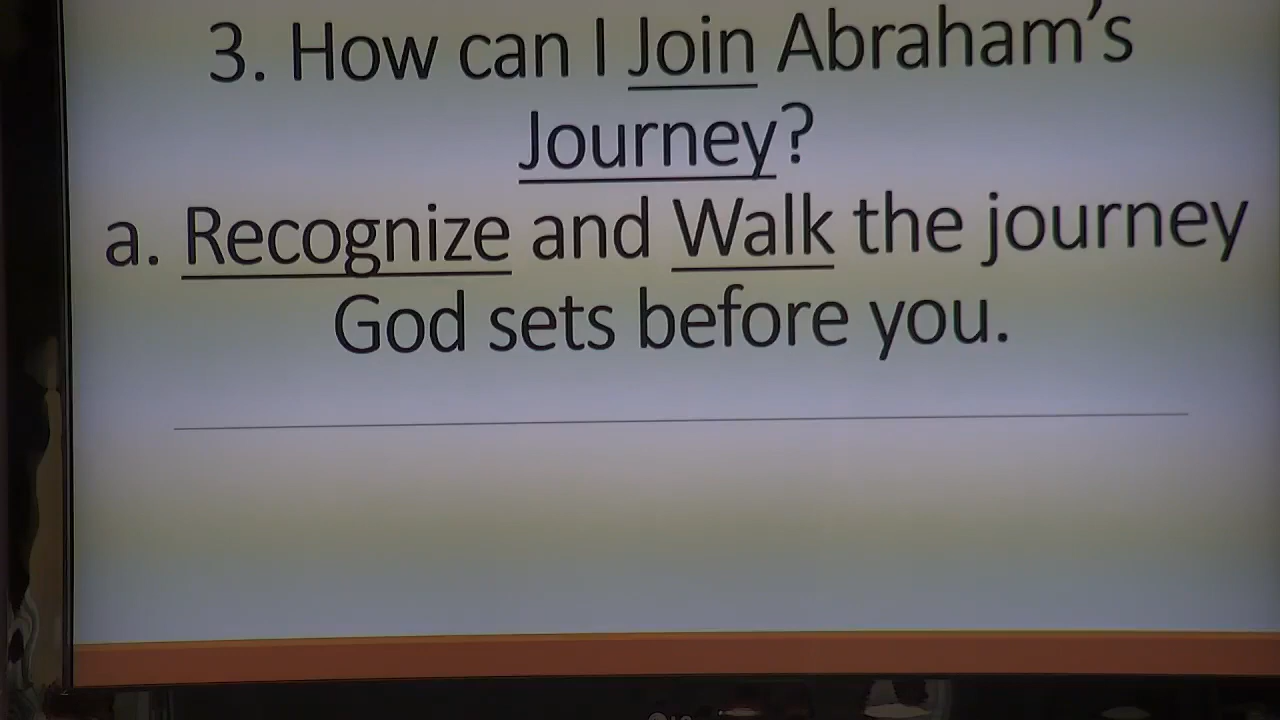 3. How can I Join Abraham's
Journey?
a. Recognize and Walk the journey
God sets before you.